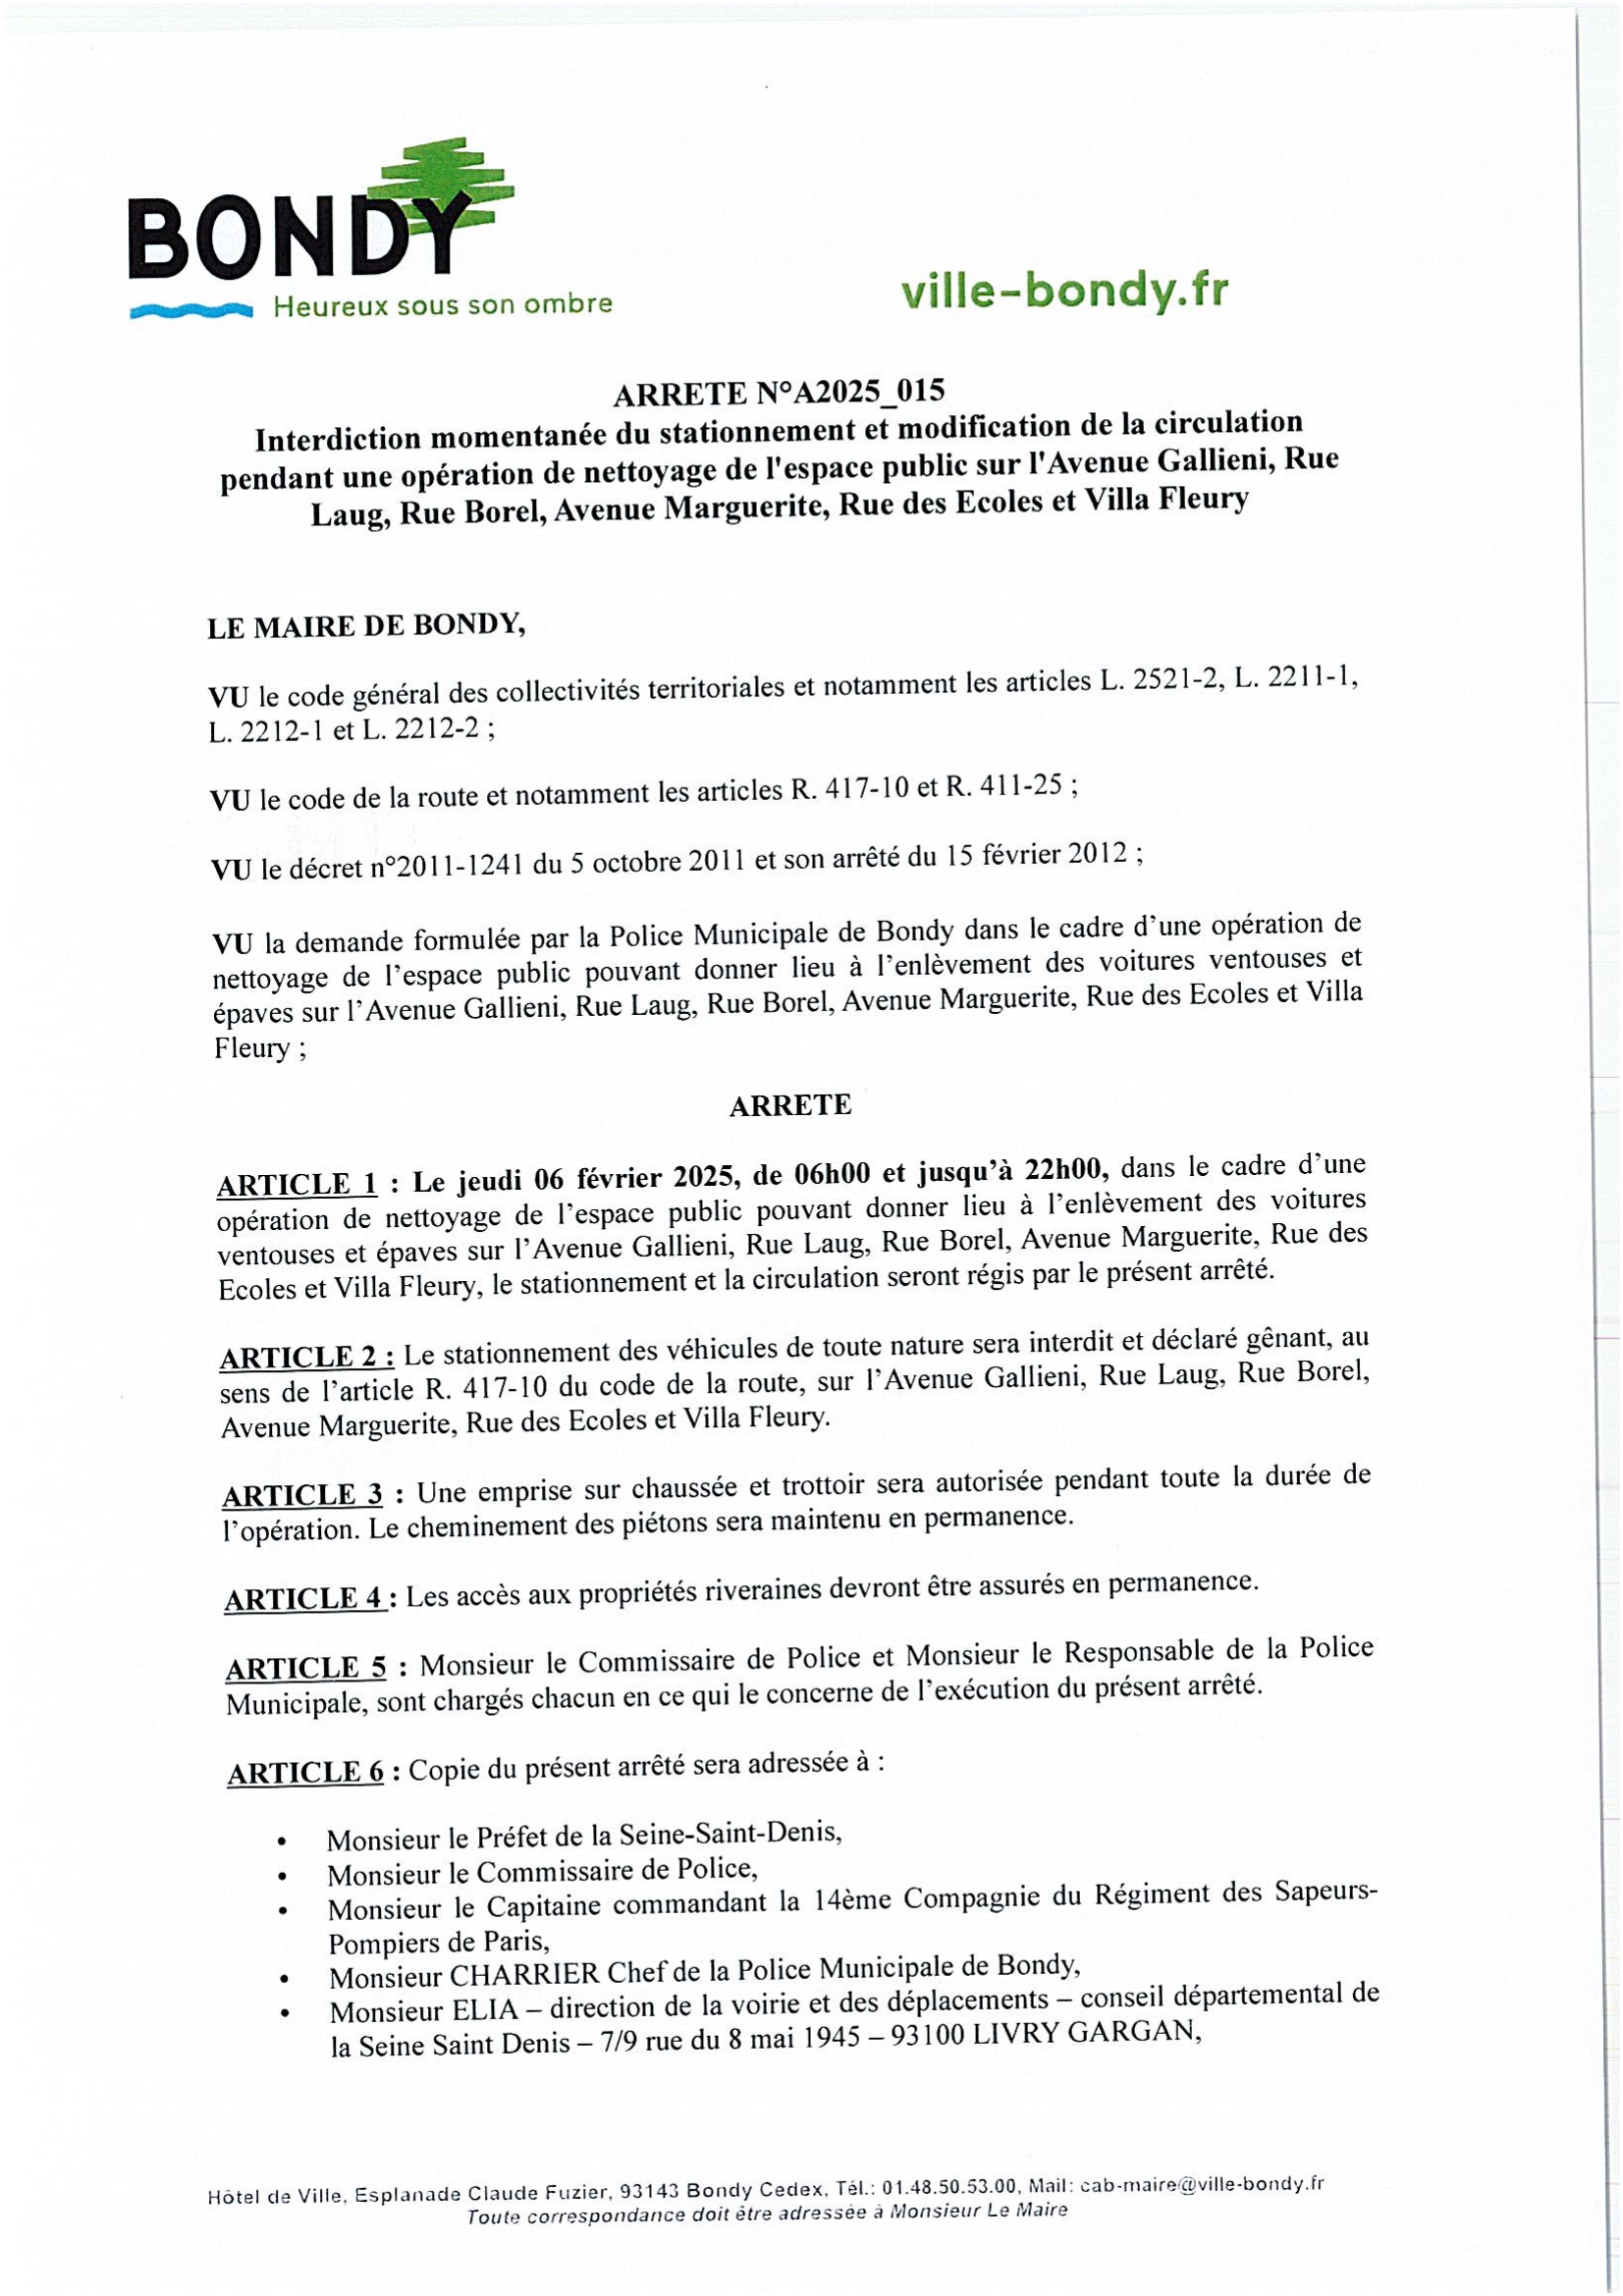 BONDY
Heureux sous son ombre
ville-bondy.fr
ARRETE N°A2025_015
Interdiction momentanée du stationnement et modification de la circulation
pendant une opération de nettoyage de l'espace public sur l'Avenue Gallieni, Rue
Laug, Rue Borel, Avenue Marguerite, Rue des Ecoles et Villa Fleury
LE MAIRE DE BONDY,
VU le code général des collectivités territoriales et notamment les articles L. 2521-2, L. 2211-1,
L. 2212-1 et L. 2212-2 ;
VU le code de la route et notamment les articles R. 417-10 et R. 411-25 ;
VU le décret n°2011-1241 du 5 octobre 2011 et son arrêté du 15 février 2012 ;
VU la demande formulée par la Police Municipale de Bondy dans le cadre d’une opération de
nettoyage de l’espace public pouvant donner lieu à l’enlèvement des voitures ventouses et
épaves sur l’Avenue Gallieni, Rue Laug, Rue Borel, Avenue Marguerite, Rue des Ecoles et Villa
Fleury ;
ARRETE
ARTICLE 1 : Le jeudi 06 février 2025, de 06h00 et jusqu’à 22h00, dans le cadre d’une
opération de nettoyage de l’espace public pouvant donner lieu à l’enlèvement des voitures
ventouses et épaves sur l’Avenue Gallieni, Rue Laug, Rue Borel, Avenue Marguerite, Rue des
Ecoles et Villa Fleury, le stationnement et la circulation seront régis par le présent arrêté.
ARTICLE 2 : Le stationnement des véhicules de toute nature sera interdit et déclaré gênant, au
sens de l’article R. 417-10 du code de la route, sur l’Avenue Gallieni, Rue Laug, Rue Borel,
Avenue Marguerite, Rue des Ecoles et Villa Fleury.
ARTICLE 3 : Une emprise sur chaussée et trottoir sera autorisée pendant toute la durée de
l’opération. Le cheminement des piétons sera maintenu en permanence.
ARTICLE 4 : Les accès aux propriétés riveraines devront être assurés en permanence.
ARTICLE 5 : Monsieur le Commissaire de Police et Monsieur le Responsable de la Police
Municipale, sont chargés chacun en ce qui le concerne de l’exécution du présent arrêté.
ARTICLE 6 : Copie du présent arrêté sera adressée à :
• Monsieur le Préfet de la Seine-Saint-Denis,
• Monsieur le Commissaire de Police,
• Monsieur le Capitaine commandant la 14ème Compagnie du Régiment des Sapeurs-
Pompiers de Paris,
• Monsieur CHARRIER Chef de la Police Municipale de Bondy,
• Monsieur ELIA – direction de la voirie et des déplacements – conseil départemental de
la Seine Saint Denis – 7/9 rue du 8 mai 1945 – 93100 LIVRY GARGAN,
Hôtel de Ville, Esplanade Claude Fuzier, 93143 Bondy Cedex, Tél.: 01.48.50.53.00, Mail: cab-maire@ville-bondy.fr
Toute correspondance doit être adressée à Monsieur Le Maire